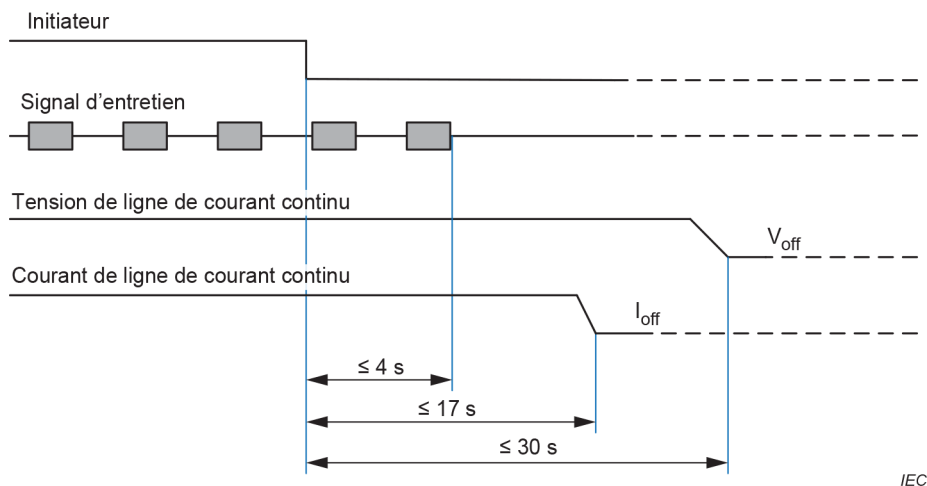 Initiateur
Signal d’entretien
Tension de ligne de courant continu
Voff
Courant de ligne de courant continu
Ioff
≤ 4 s
≤ 17 s
≤ 30 s
IEC